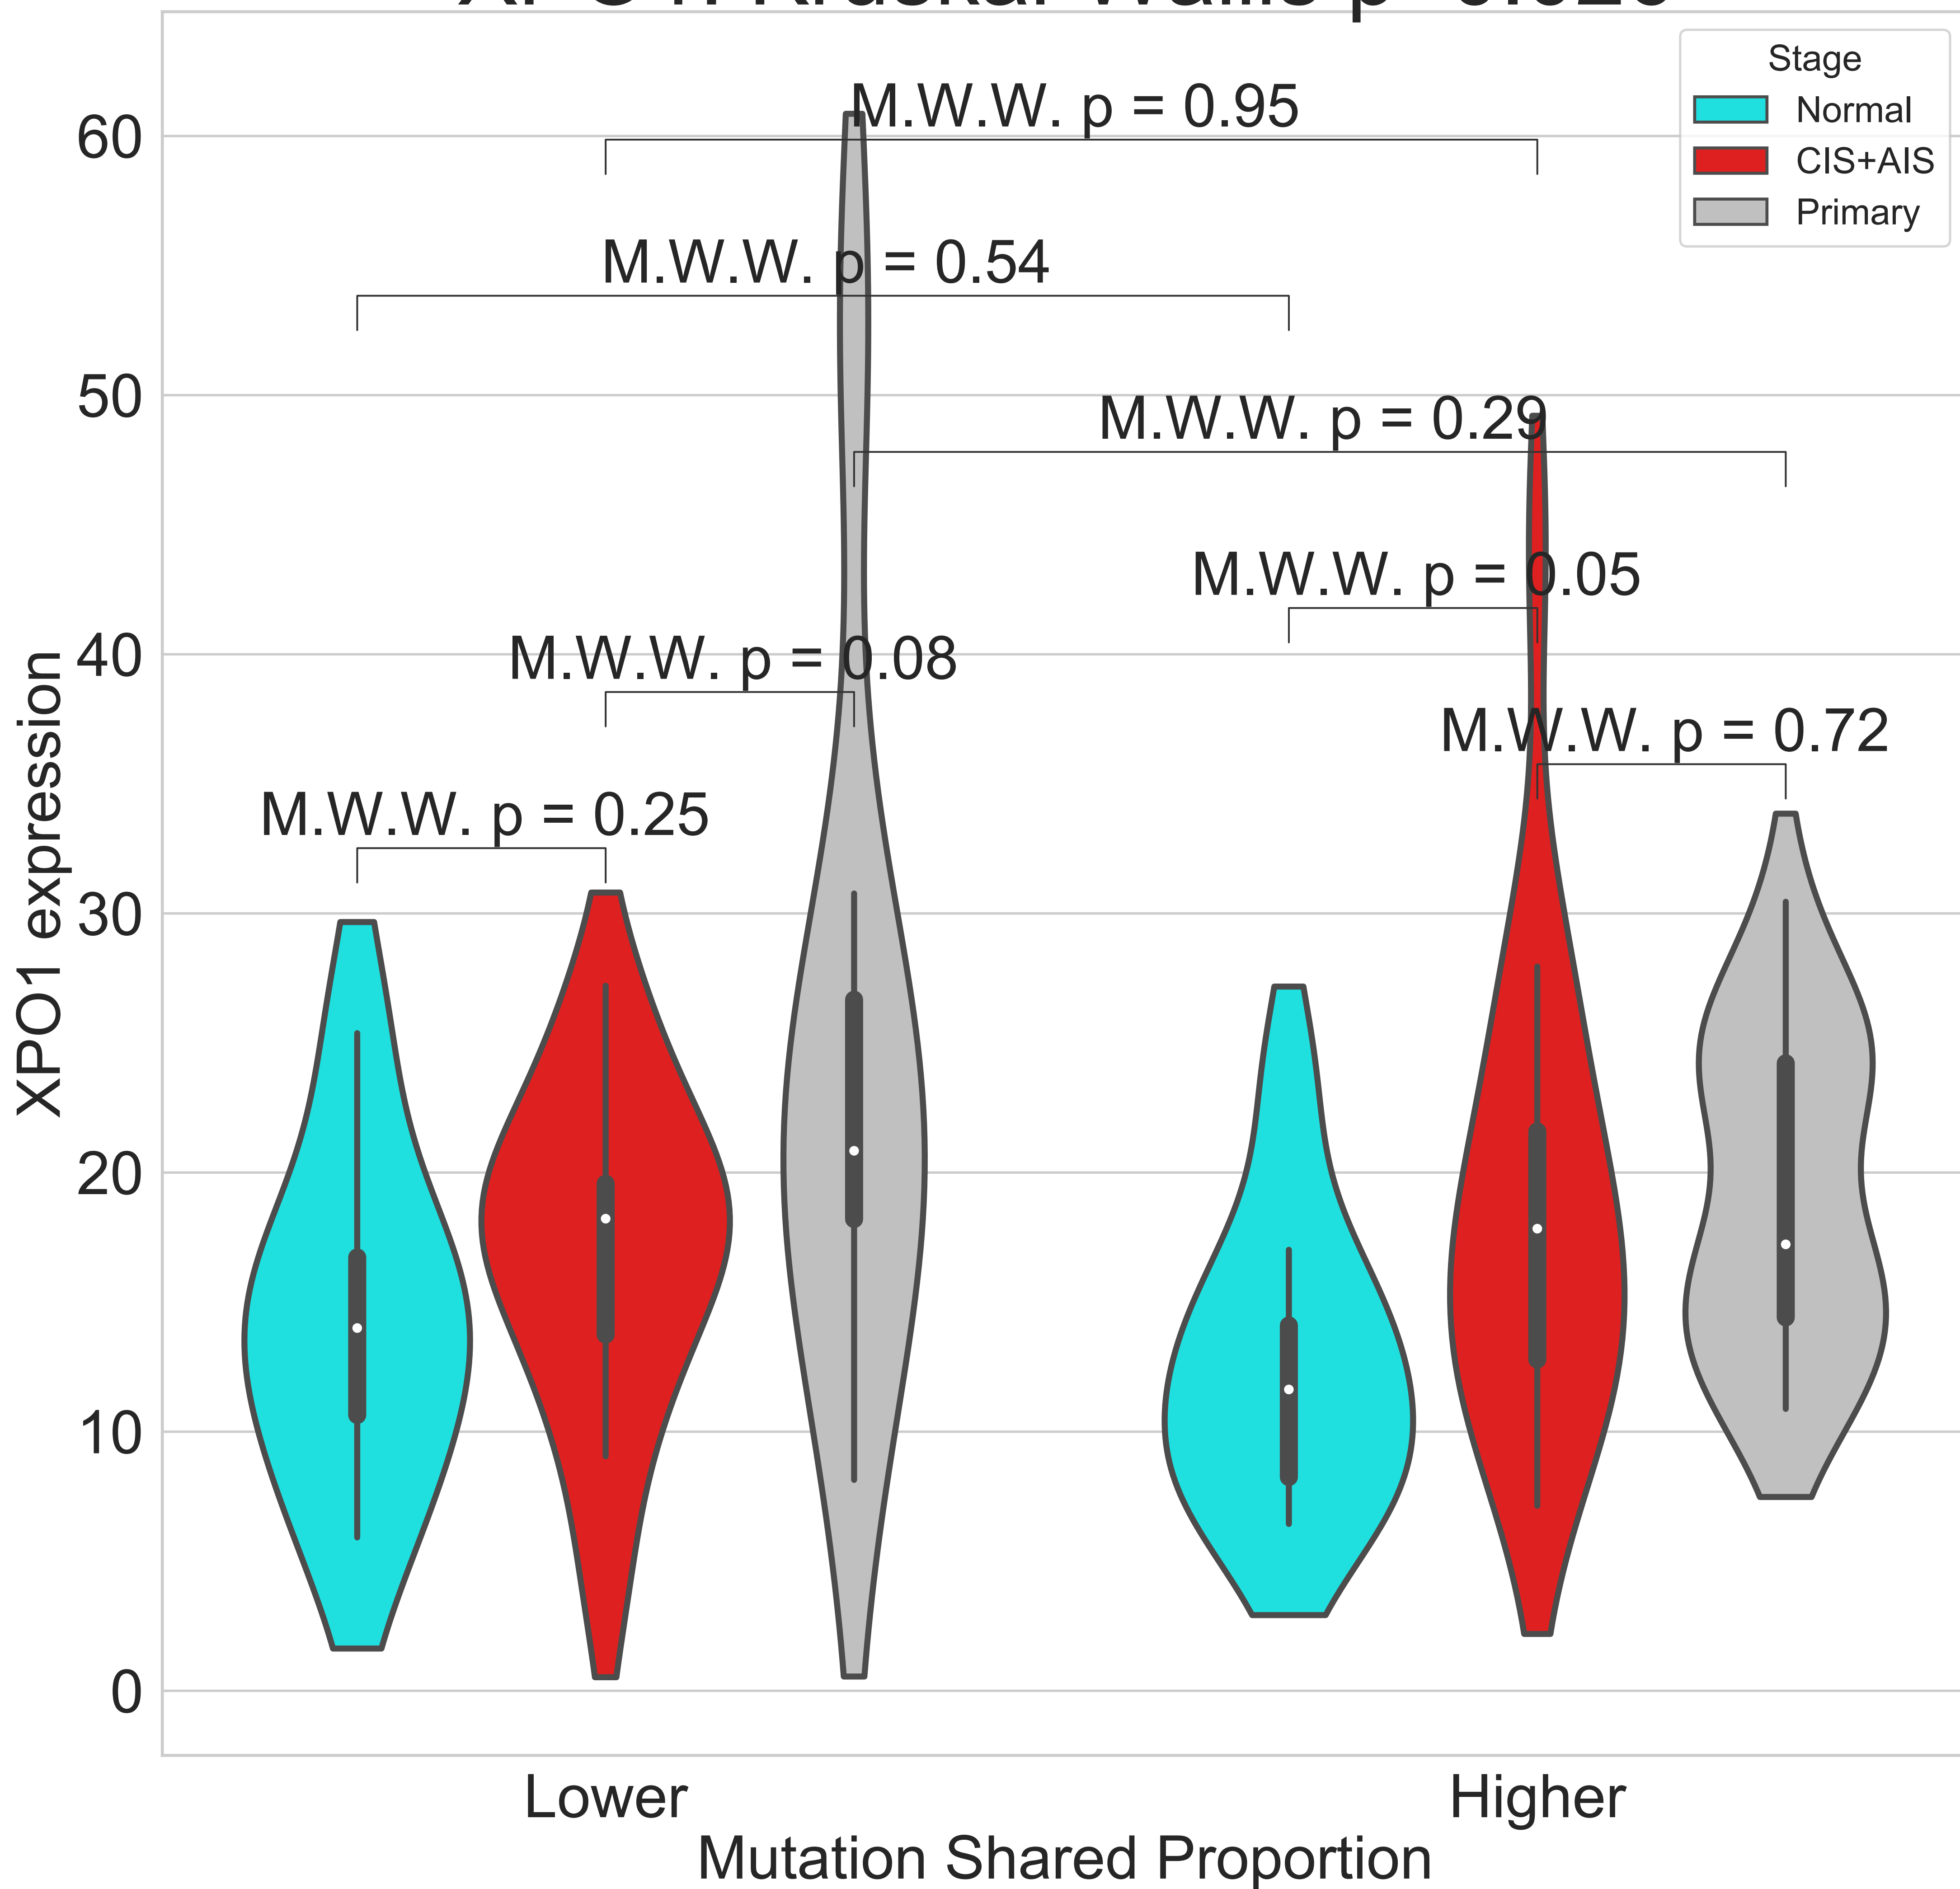 Stage
Normal
CIS+AIS
Primary
M.W.W. p = 0.95
M.W.W. p = 0.54
M.W.W. p = 0.29
M.W.W. p = 0.05
M.W.W. p = 0.08
M.W.W. p = 0.72
M.W.W. p = 0.25
60
50
40
30
20
10
0
XPO1 expression
Lower
Higher
Mutation Shared Proportion